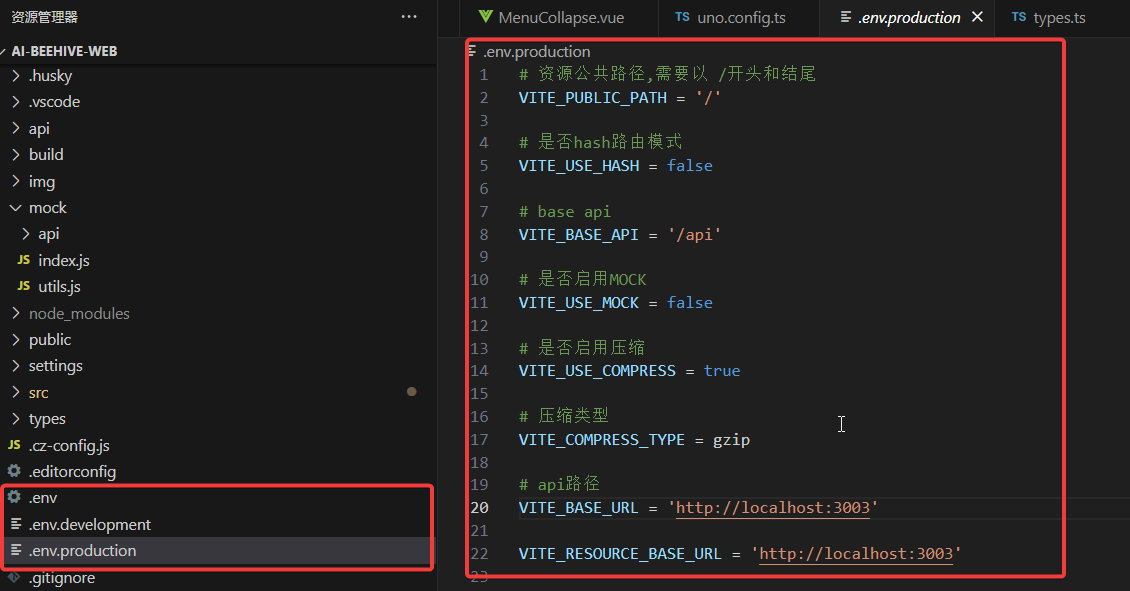 资源管理器
···
AI-BEEHIVE-WEB
.husky
.vscode
api
build
img
mock
api
JS index.js
JS utils.js
node_modules
public
settings
src
types
JS .cz-config.js
.editorconfig
.env
.env.development
.env.production
.gitignore
MenuCollapse.vue
TS uno.config.ts
.env.production
TS types.ts
.env.production
1 # 资源公共路径,需要以 /开头和结尾
2 VITE_PUBLIC_PATH = '/'
3
4 # 是否hash路由模式
5 VITE_USE_HASH = false
6
7 # base api
8 VITE_BASE_API = '/api'
9
10 # 是否启用MOCK
11 VITE_USE_MOCK = false
12
13 # 是否启用压缩
14 VITE_USE_COMPRESS = true
15
16 # 压缩类型
17 VITE_COMPRESS_TYPE = gzip
18
19 # api路径
20 VITE_BASE_URL = 'http://localhost:3003'
21
22 VITE_RESOURCE_BASE_URL = 'http://localhost:3003'
23